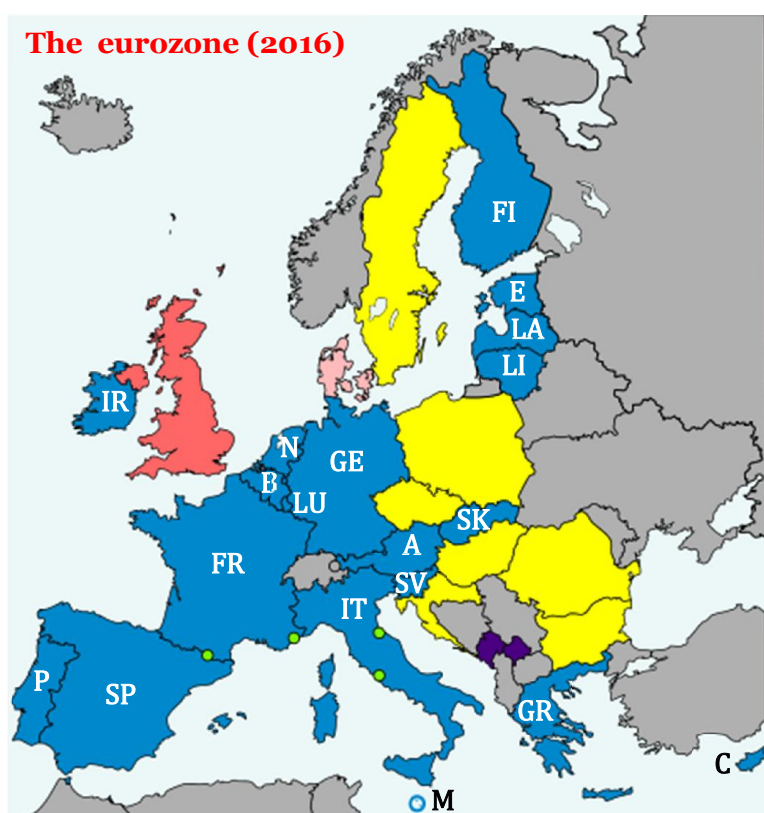 The eurozone (2016)
FI
E
LA
LI
IR
N
GE
B
LU
SK
A
FR
SV
IT
P
SP
GR
C
M